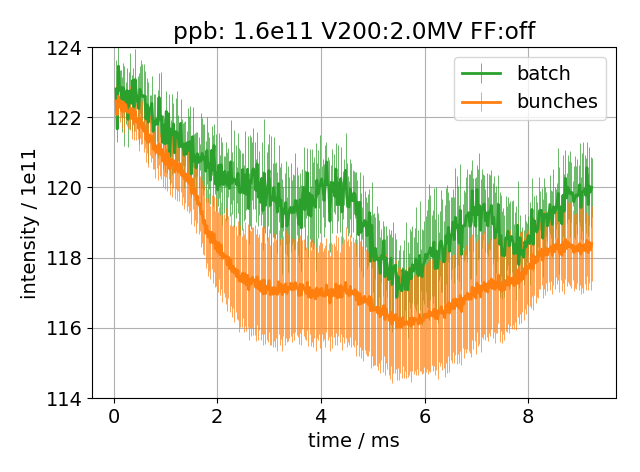 ppb: 1.6e11 V200:2.0MV FF:off
124
122
120
118
116
114
intensity / 1e11
batch
bunches
0 2 4 6 8
time / ms